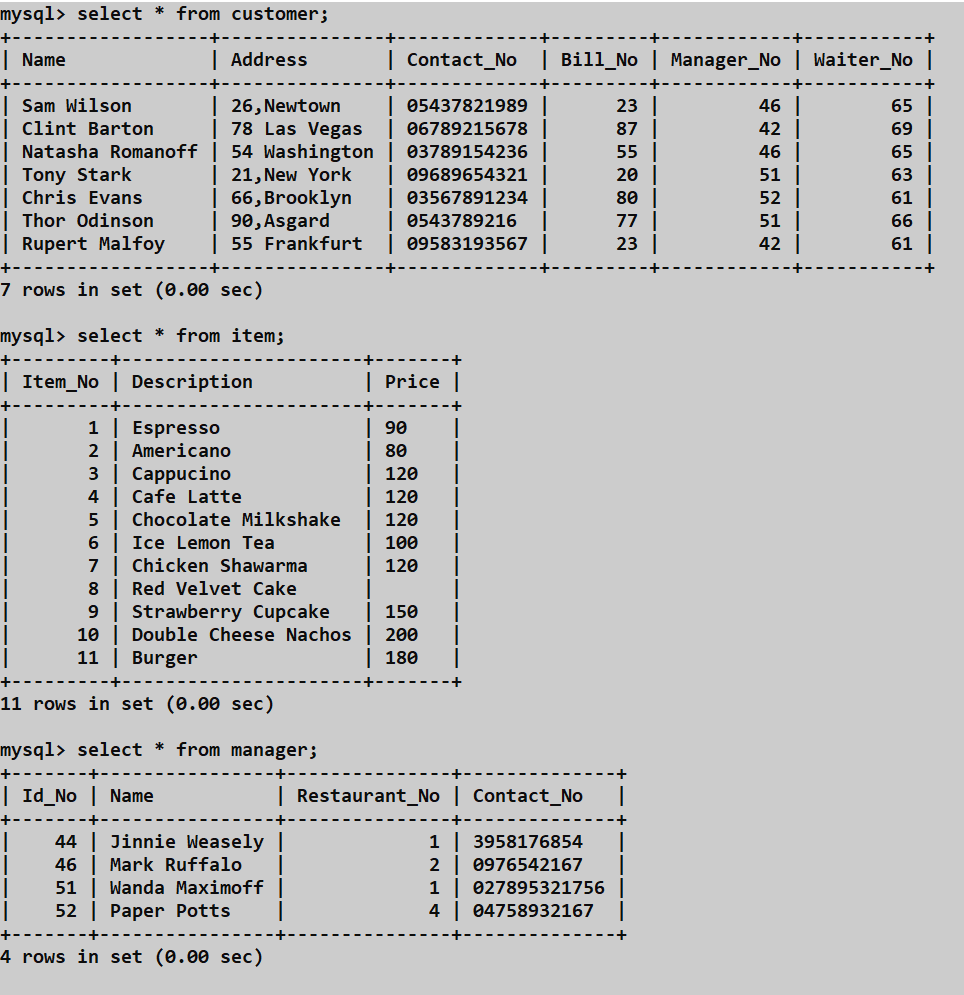 mysql> select * from customer;
+------------------+---------------+-------------+---------+------------+-----------+
| Name             | Address       | Contact_No  | Bill_No | Manager_No | Waiter_No |
+------------------+---------------+-------------+---------+------------+-----------+
| Sam Wilson       | 26,Newtown    | 05437821989 |      23 |         46 |        65 |
| Clint Barton     | 78 Las Vegas  | 06789215678 |      87 |         42 |        69 |
| Natasha Romanoff | 54 Washington | 03789154236 |      55 |         46 |        65 |
| Tony Stark       | 21,New York   | 09689654321 |      20 |         51 |        63 |
| Chris Evans      | 66,Brooklyn   | 03567891234 |      80 |         52 |        61 |
| Thor Odinson     | 90,Asgard     | 0543789216  |      77 |         51 |        66 |
| Rupert Malfoy    | 55 Frankfurt  | 09583193567 |      23 |         42 |        61 |
+------------------+---------------+-------------+---------+------------+-----------+
7 rows in set (0.00 sec)
mysql> select * from item;
+---------+----------------------+-------+
| Item_No | Description          | Price |
+---------+----------------------+-------+
|       1 | Espresso             | 90    |
|       2 | Americano            | 80    |
|       3 | Cappucino            | 120   |
|       4 | Cafe Latte           | 120   |
|       5 | Chocolate Milkshake  | 120   |
|       6 | Ice Lemon Tea        | 100   |
|       7 | Chicken Shawarma     | 120   |
|       8 | Red Velvet Cake      |       |
|       9 | Strawberry Cupcake   | 150   |
|      10 | Double Cheese Nachos | 200   |
|      11 | Burger               | 180   |
+---------+----------------------+-------+
11 rows in set (0.00 sec)
mysql> select * from manager;
+-------+----------------+---------------+--------------+
| Id_No | Name           | Restaurant_No | Contact_No   |
+-------+----------------+---------------+--------------+
|    44 | Jinnie Weasely |             1 | 3958176854   |
|    46 | Mark Ruffalo   |             2 | 0976542167   |
|    51 | Wanda Maximoff |             1 | 027895321756 |
|    52 | Paper Potts    |             4 | 04758932167  |
+-------+----------------+---------------+--------------+
4 rows in set (0.00 sec)